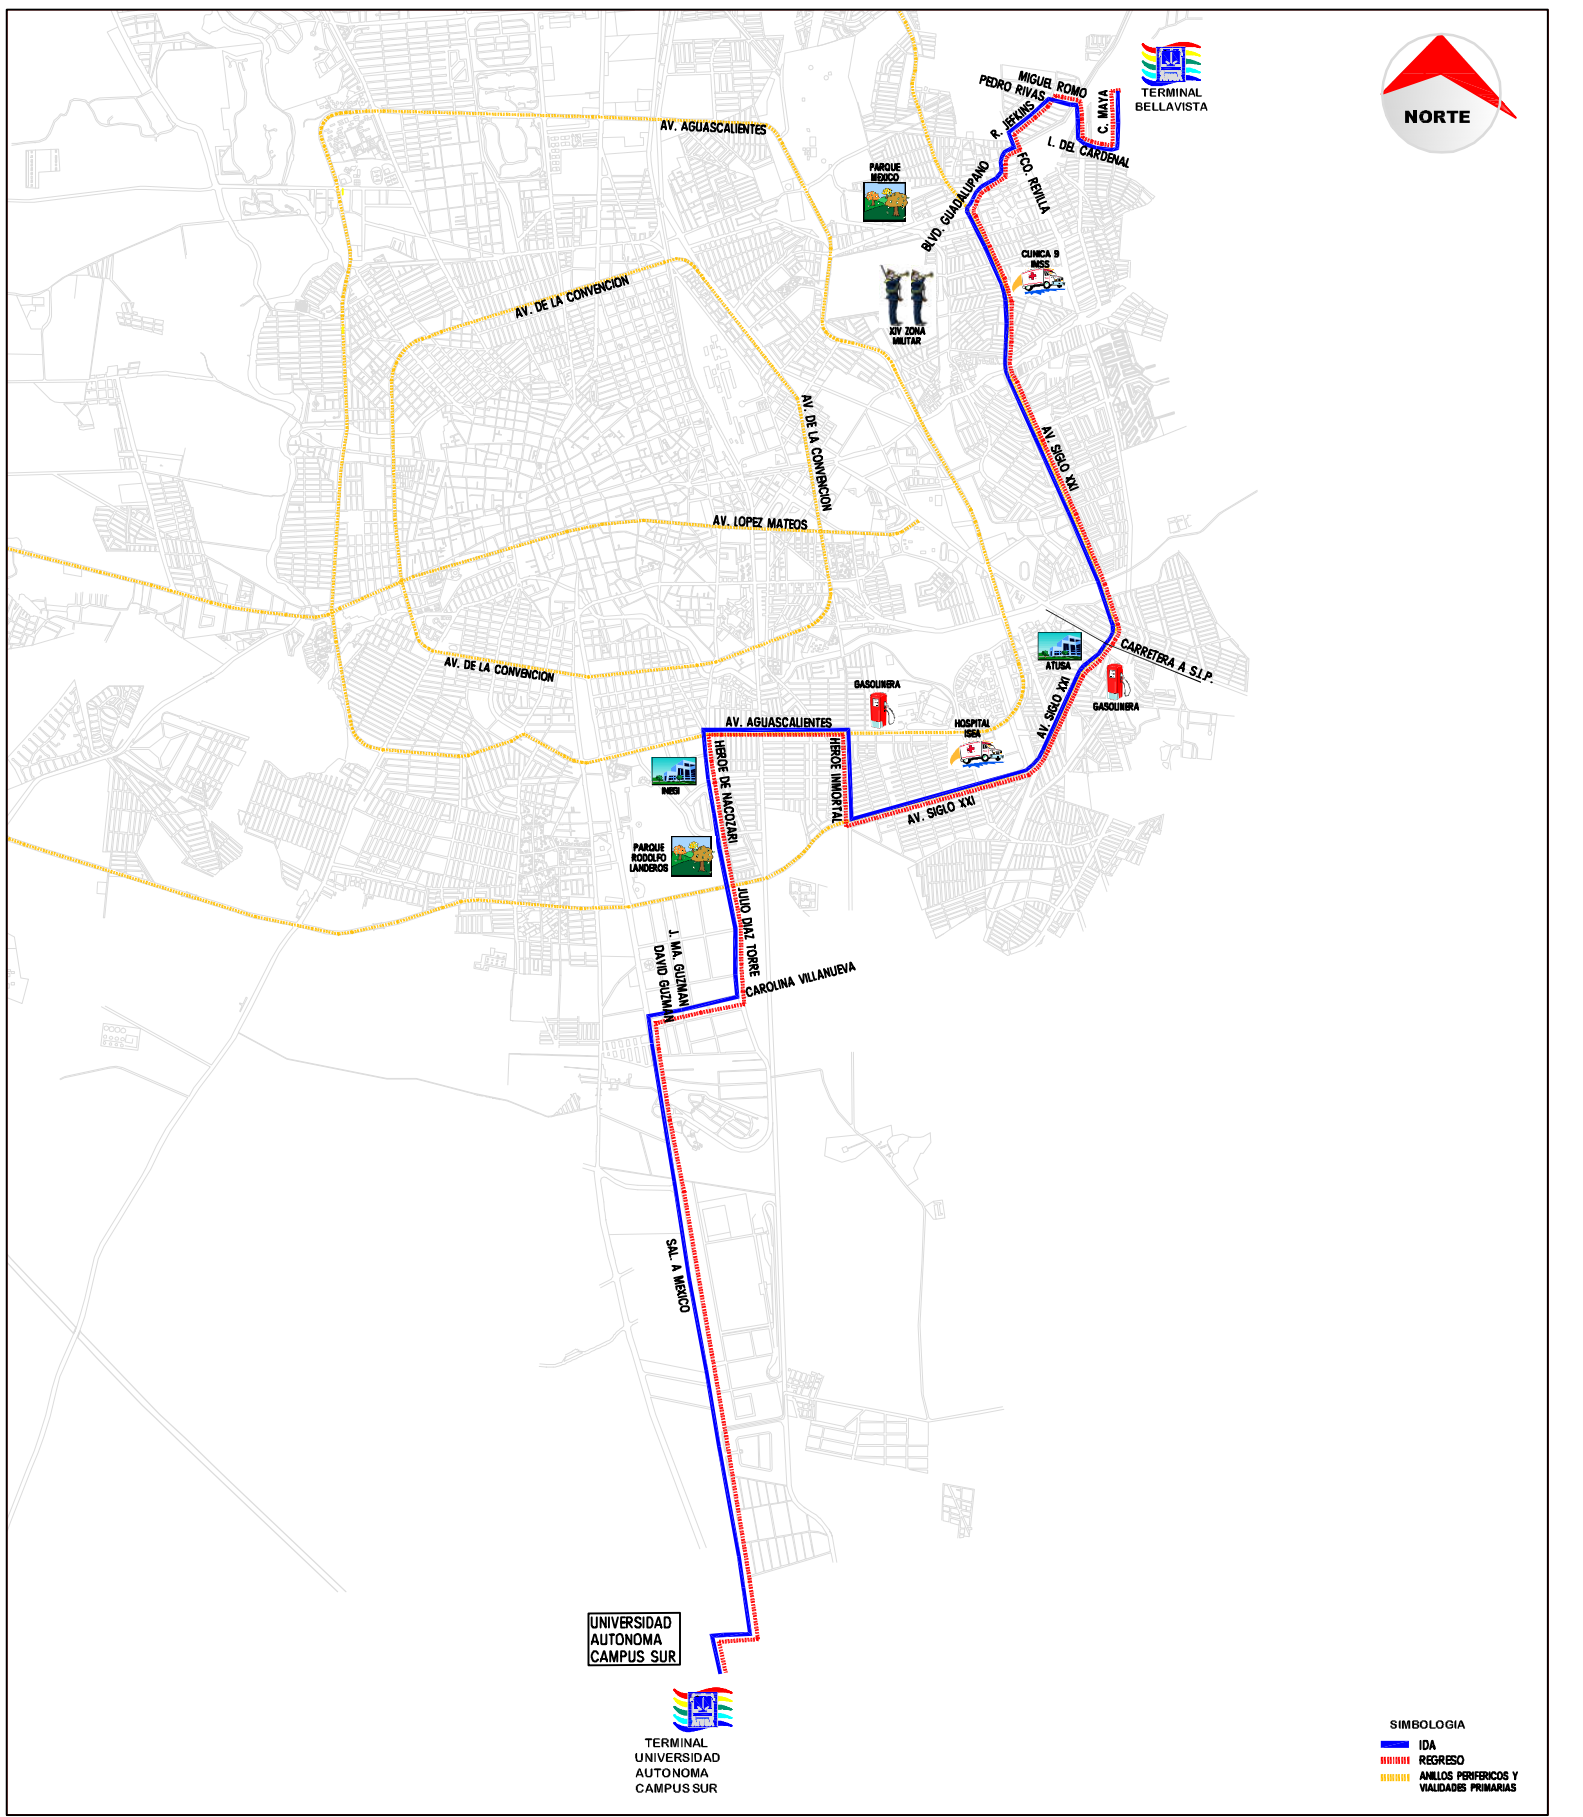 TERMINAL
BELLAVISTA
NORTE
MIGUEL ROMO
PEDRO RIVAS
R. JEFKINS
C. MAYA
L. DEL CARDENAL
FCO. REVILLA
BLVD. GUADALUPANO
AV. AGUASCALIENTES
PARQUE
MEXICO
CLINICA 9
IMSS
XIV ZONA
MILITAR
AV. DE LA CONVENCION
AV. DE LA CONVENCION
AV. SIGLO XXI
AV. LOPEZ MATEOS
AV. DE LA CONVENCION
CARRETERA A S.L.P.
ATUSA
GASOLINERA
GASOLINERA
AV. SIGLO XXI
AV. AGUASCALIENTES
HOSPITAL
ISEA
HEROE DE NACOZARI
HEROE INMORTAL
AV. SIGLO XXI
INEGI
PARQUE
RODOLFO
LANDEROS
JULIO DIAZ TORRE
J. MA. GUZMAN
DAVID GUZMAN
CAROLINA VILLANUEVA
SAL. A MEXICO
UNIVERSIDAD
AUTONOMA
CAMPUS SUR
TERMINAL
UNIVERSIDAD
AUTONOMA
CAMPUS SUR
SIMBOLOGIA
IDA
REGRESO
ANILLOS PERIFERICOS Y
VIALIDADES PRIMARIAS